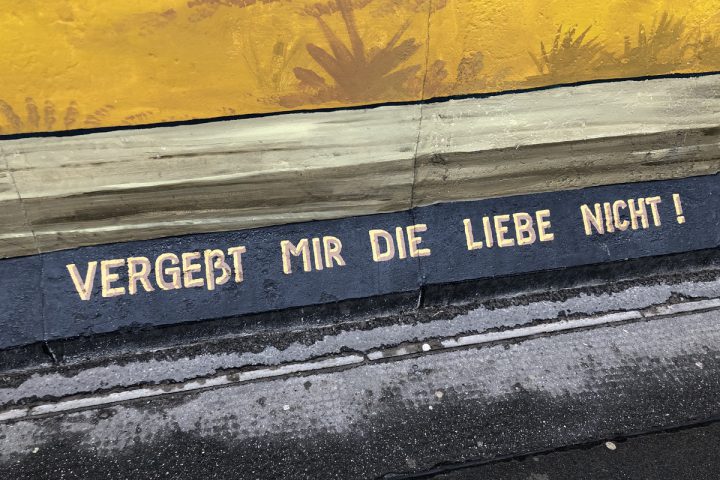 VERGEßT MIR DIE LIEBE NICHT!